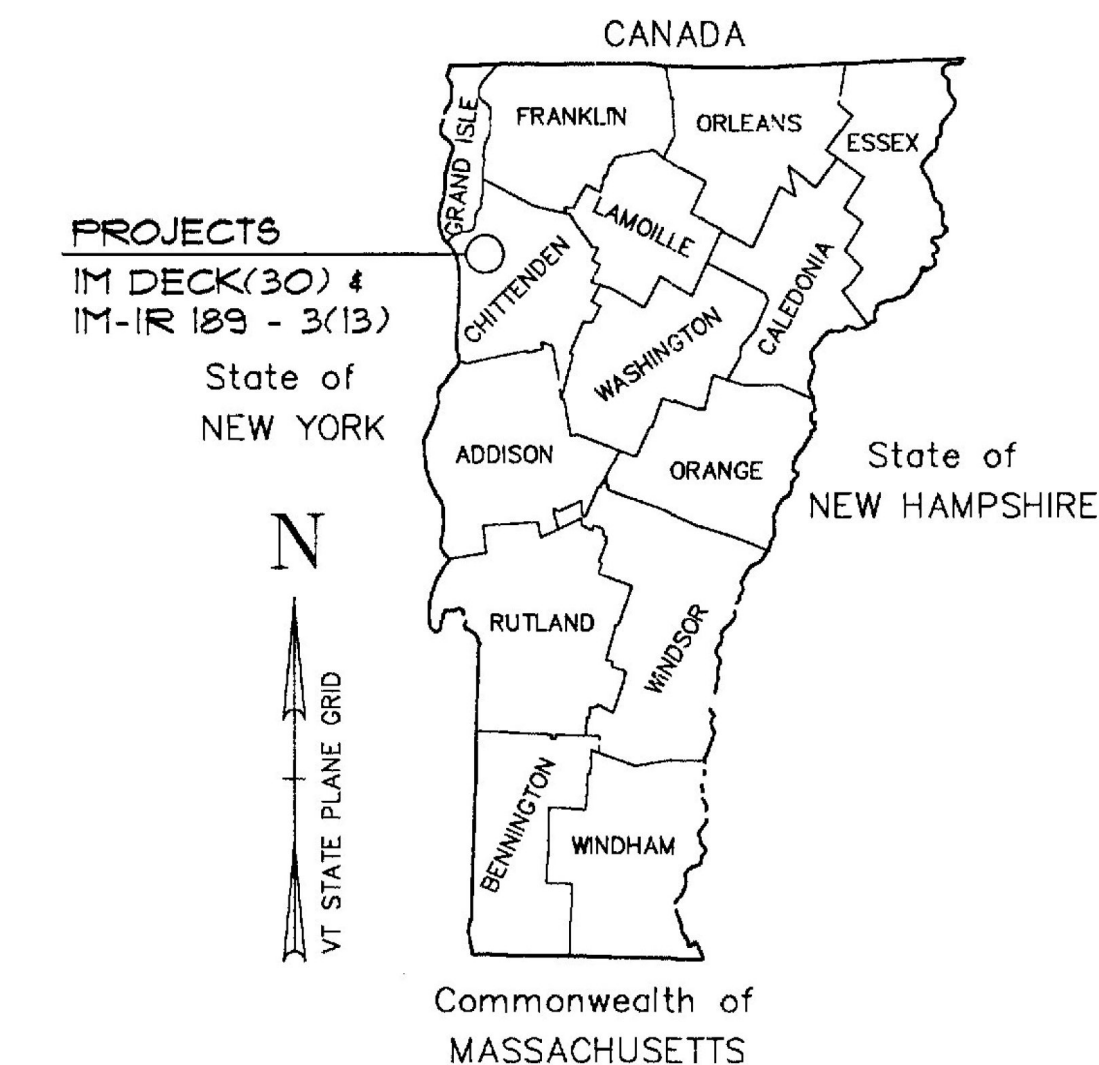 CANADA
GRAND ISLE
FRANKLIN
ORLEANS
ESSEX
LAMOILLE
PROJECTS
IM DECK(30) &
IM-IR 189 - 3(13)
CHITTENDEN
CALEDONIA
WASHINGTON
State of
NEW YORK
ADDISON
ORANGE
State of
NEW HAMPSHIRE
N
RUTLAND
WINDSOR
VT STATE PLANE GRID
BENNINGTON
WINDHAM
Commonwealth of
MASSACHUSETTS